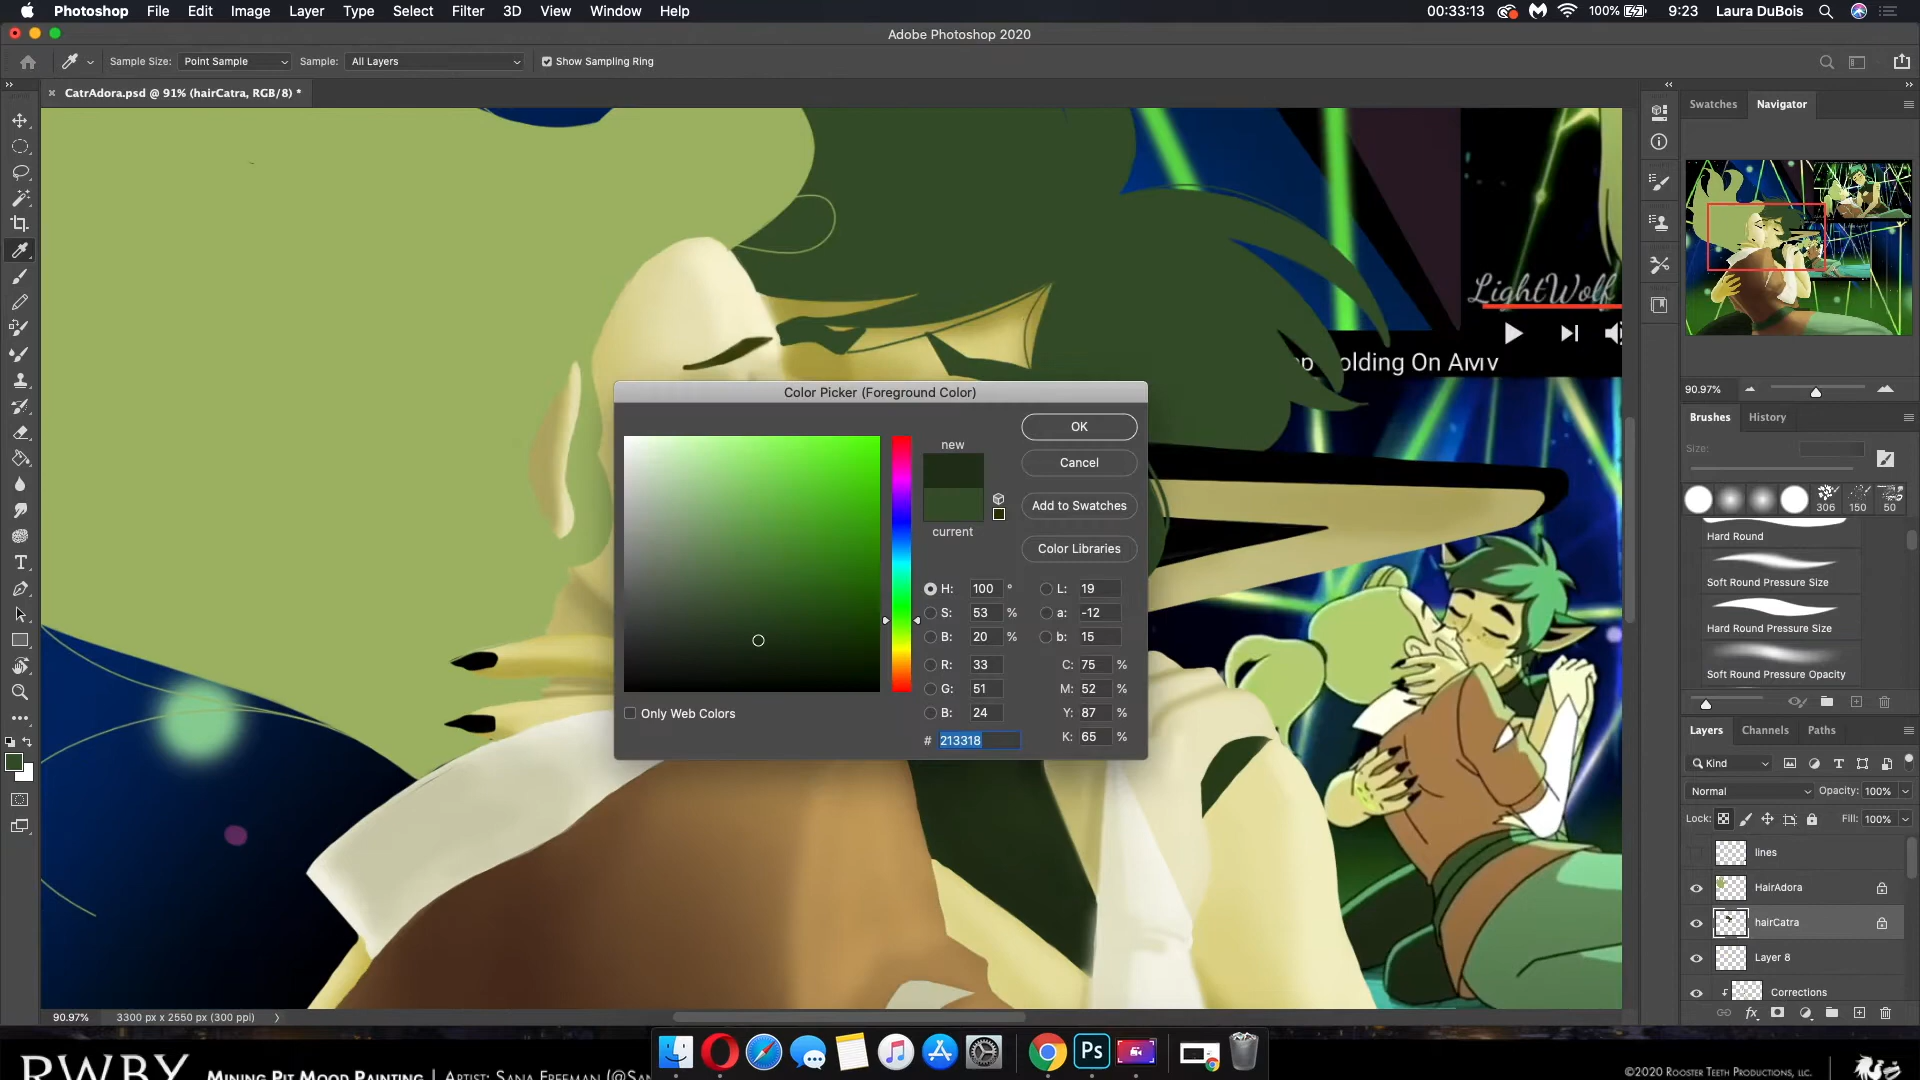 Photoshop File Edit Image Layer Type Select Filter 3D View Window Help 00:33:13 100% 9:23 Laura DuBois
Adobe Photoshop 2020
Sample Size: Point Sample Sample: All Layers Show Sampling Ring
CatrAdora.psd @ 91% (hairCatra, RGB/8) *
Swatches Navigator
LightWolf
olding On AMV
90.97%
Brushes History
Size:
306 150 50
Hard Round
Soft Round Pressure Size
Hard Round Pressure Size
Soft Round Pressure Opacity
Color Picker (Foreground Color)
new
current
OK
Cancel
Add to Swatches
Color Libraries
H: 100 ° L: 19
S: 53 % a: -12
B: 20 % b: 15
R: 33 C: 75 %
G: 51 M: 52 %
B: 24 Y: 87 %
# 213318 K: 65 %
Only Web Colors
Layers Channels Paths
Kind
Normal Opacity: 100%
Lock: Fill: 100%
lines
HairAdora
hairCatra
Layer 8
Corrections
90.97% 3300 px x 2550 px (300 ppi)
Ps
RWBY MINING PIT MOOD PAINTING | ARTIST: SANA FREEMAN (@SAN
©2020 ROOSTER TEETH PRODUCTIONS, LLC.